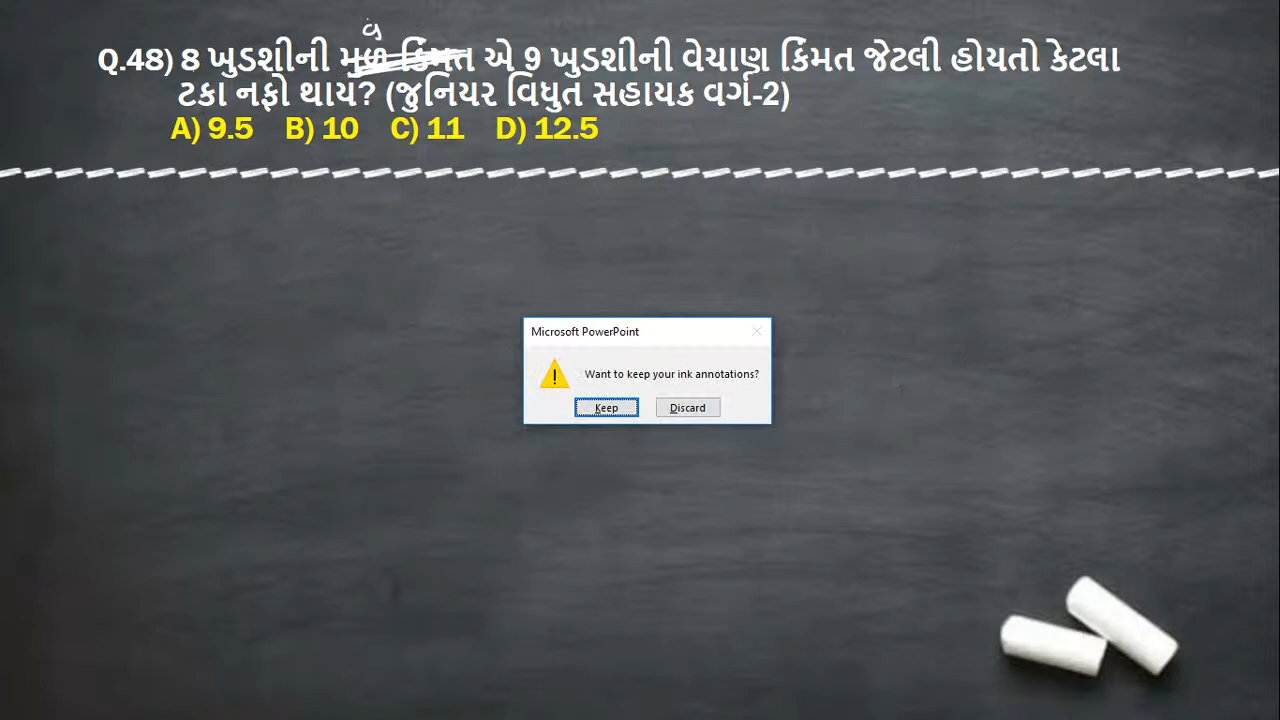 Q.48) 8 ખુડશીની મુળ કિંમત એ 9 ખુડશીની વેચાણ કિંમત જેટલી હોયતો કેટલા
ટકા નફો થાય? (જુનિયર વિધુત સહાયક વર્ગ-2)
A) 9.5 B) 10 C) 11 D) 12.5
Microsoft PowerPoint
Want to keep your ink annotations?
Keep Discard